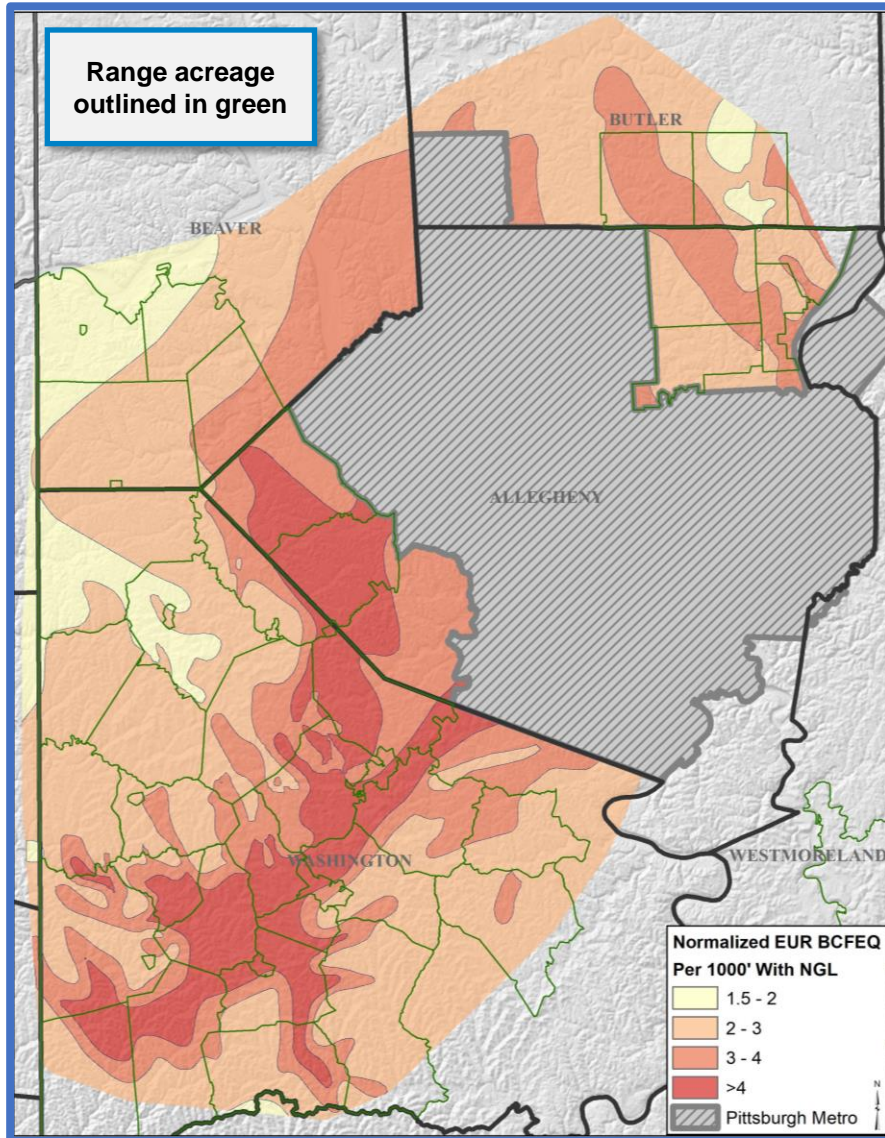 Range acreage
outlined in green
BUTLER
BEAVER
ALLEGHENY
WASHINGTON
WESTMORELAND
Normalized EUR BCFEQ
Per 1000' With NGL
1.5 - 2
2 - 3
3 - 4
>4
Pittsburgh Metro
N